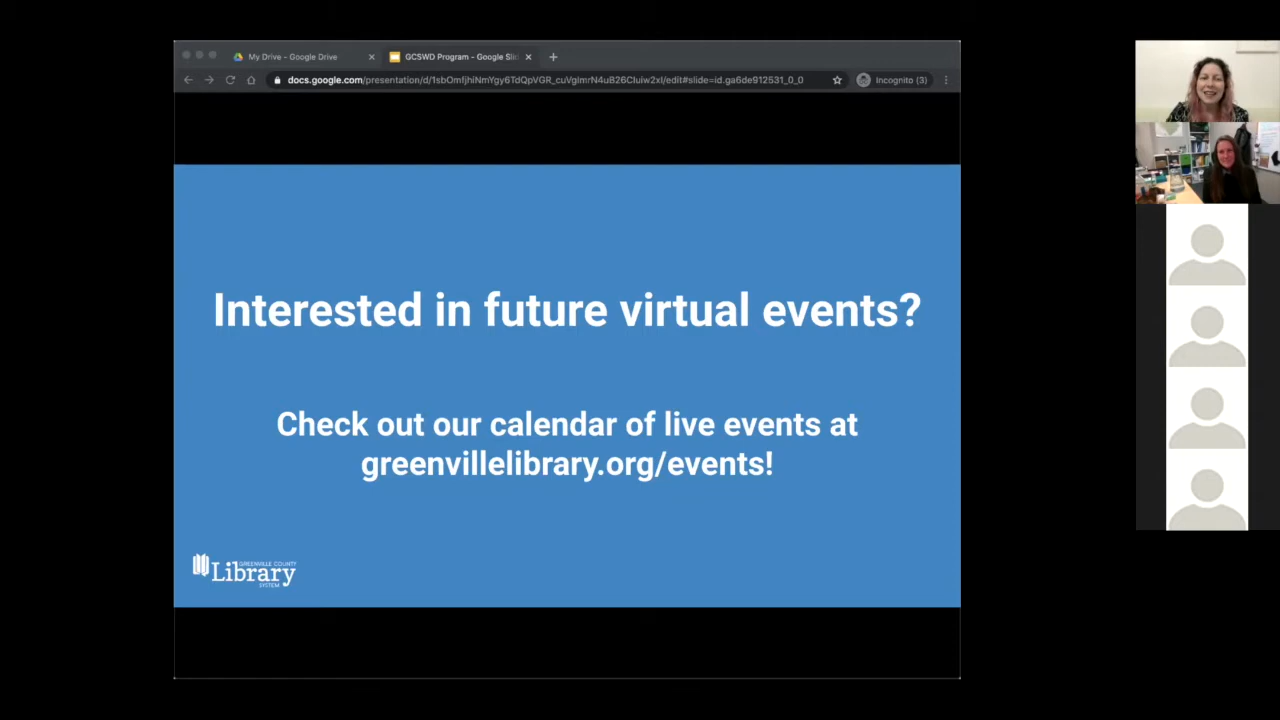 My Drive - Google Drive
GCSWD Program - Google Sli
Incognito (3)
Interested in future virtual events?
Check out our calendar of live events at
greenvillelibrary.org/events!
GREENVILLE COUNTY
Library
SYSTEM